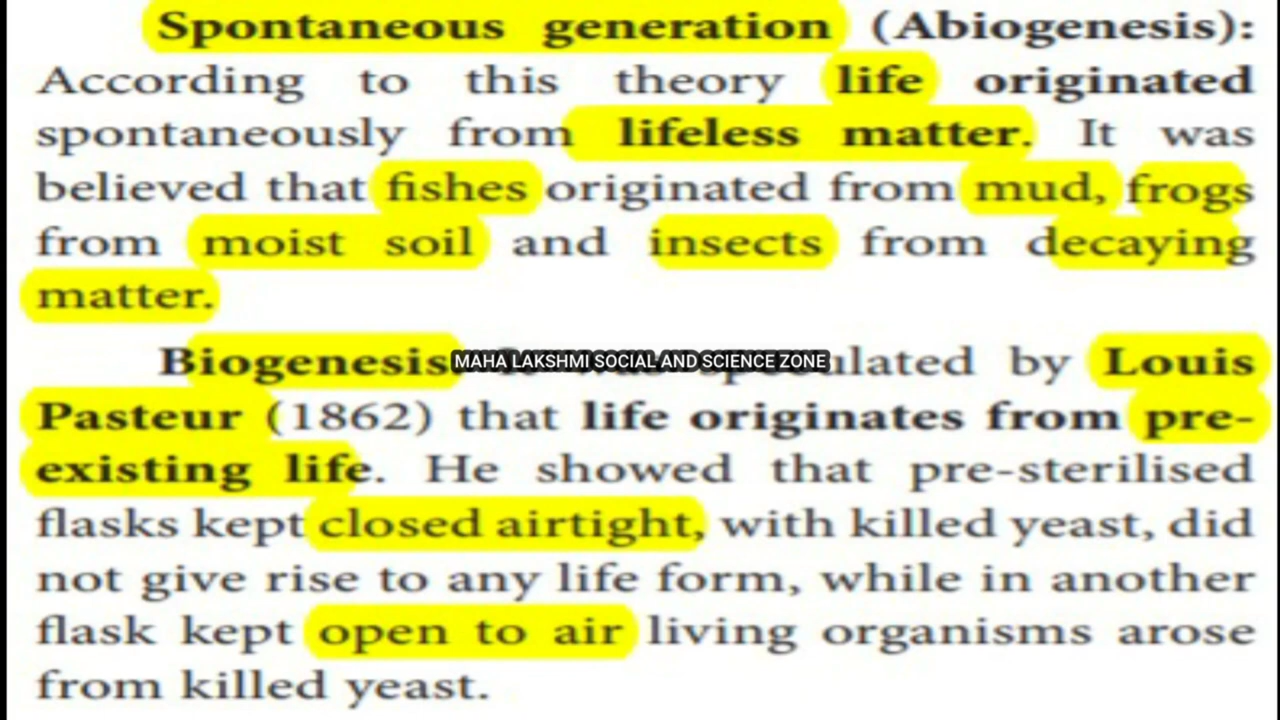 Spontaneous generation (Abiogenesis):
According to this theory life originated
spontaneously from lifeless matter. It was
believed that fishes originated from mud, frogs
from moist soil and insects from decaying
matter.
Biogenesis MAHA LAKSHMI SOCIAL AND SCIENCE ZONE by Louis
Pasteur (1862) that life originates from pre-
existing life. He showed that pre-sterilised
flasks kept closed airtight, with killed yeast, did
not give rise to any life form, while in another
flask kept open to air living organisms arose
from killed yeast.